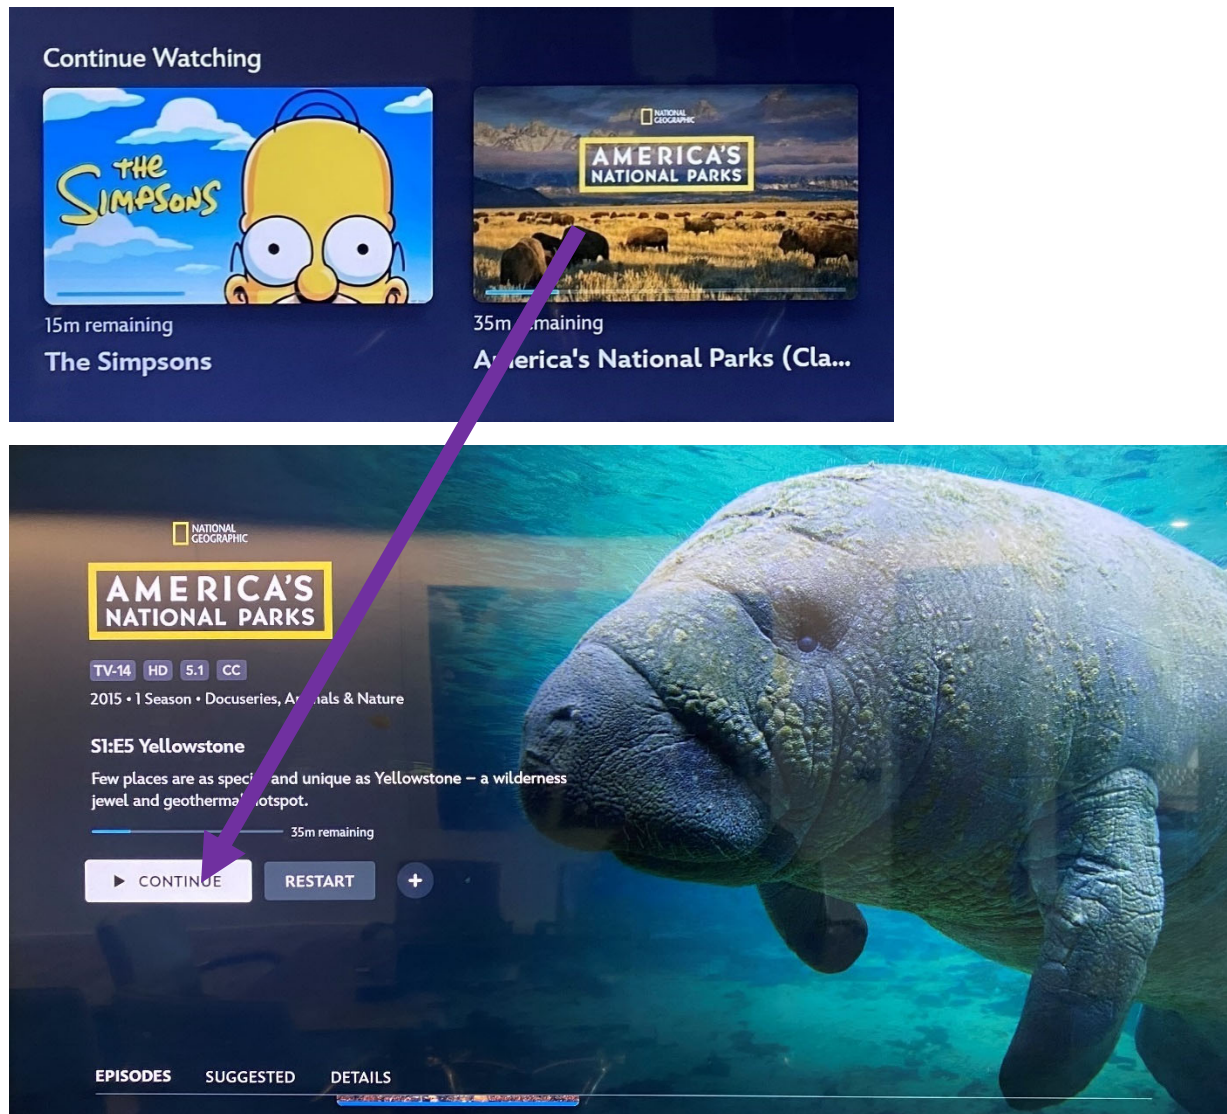 Continue Watching
THE
SIMPSONS
NATIONAL
GEOGRAPHIC
AMERICA'S
NATIONAL PARKS
15m remaining
The Simpsons
35m remaining
America's National Parks (Cla...
NATIONAL
GEOGRAPHIC
AMERICA'S
NATIONAL PARKS
TV-14 HD 5.1 CC
2015 • 1 Season • Docuseries, Animals & Nature
S1:E5 Yellowstone
Few places are as special and unique as Yellowstone – a wilderness
jewel and geothermal hotspot.
35m remaining
CONTINUE RESTART +
EPISODES SUGGESTED DETAILS